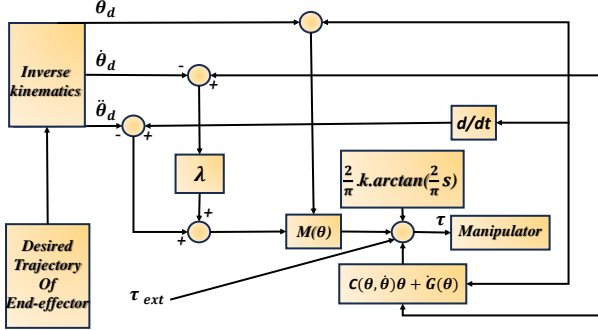 θ_d
Inverse
kinematics
θ̇_d
-
+
θ̈_d
-
+
d/dt
λ
2/π .k.arctan(2/π s)
+
+
M(θ)
τ
Manipulator
Desired
Trajectory
Of
End-effector
τ ext
C(θ,θ̇)θ + Ġ(θ)